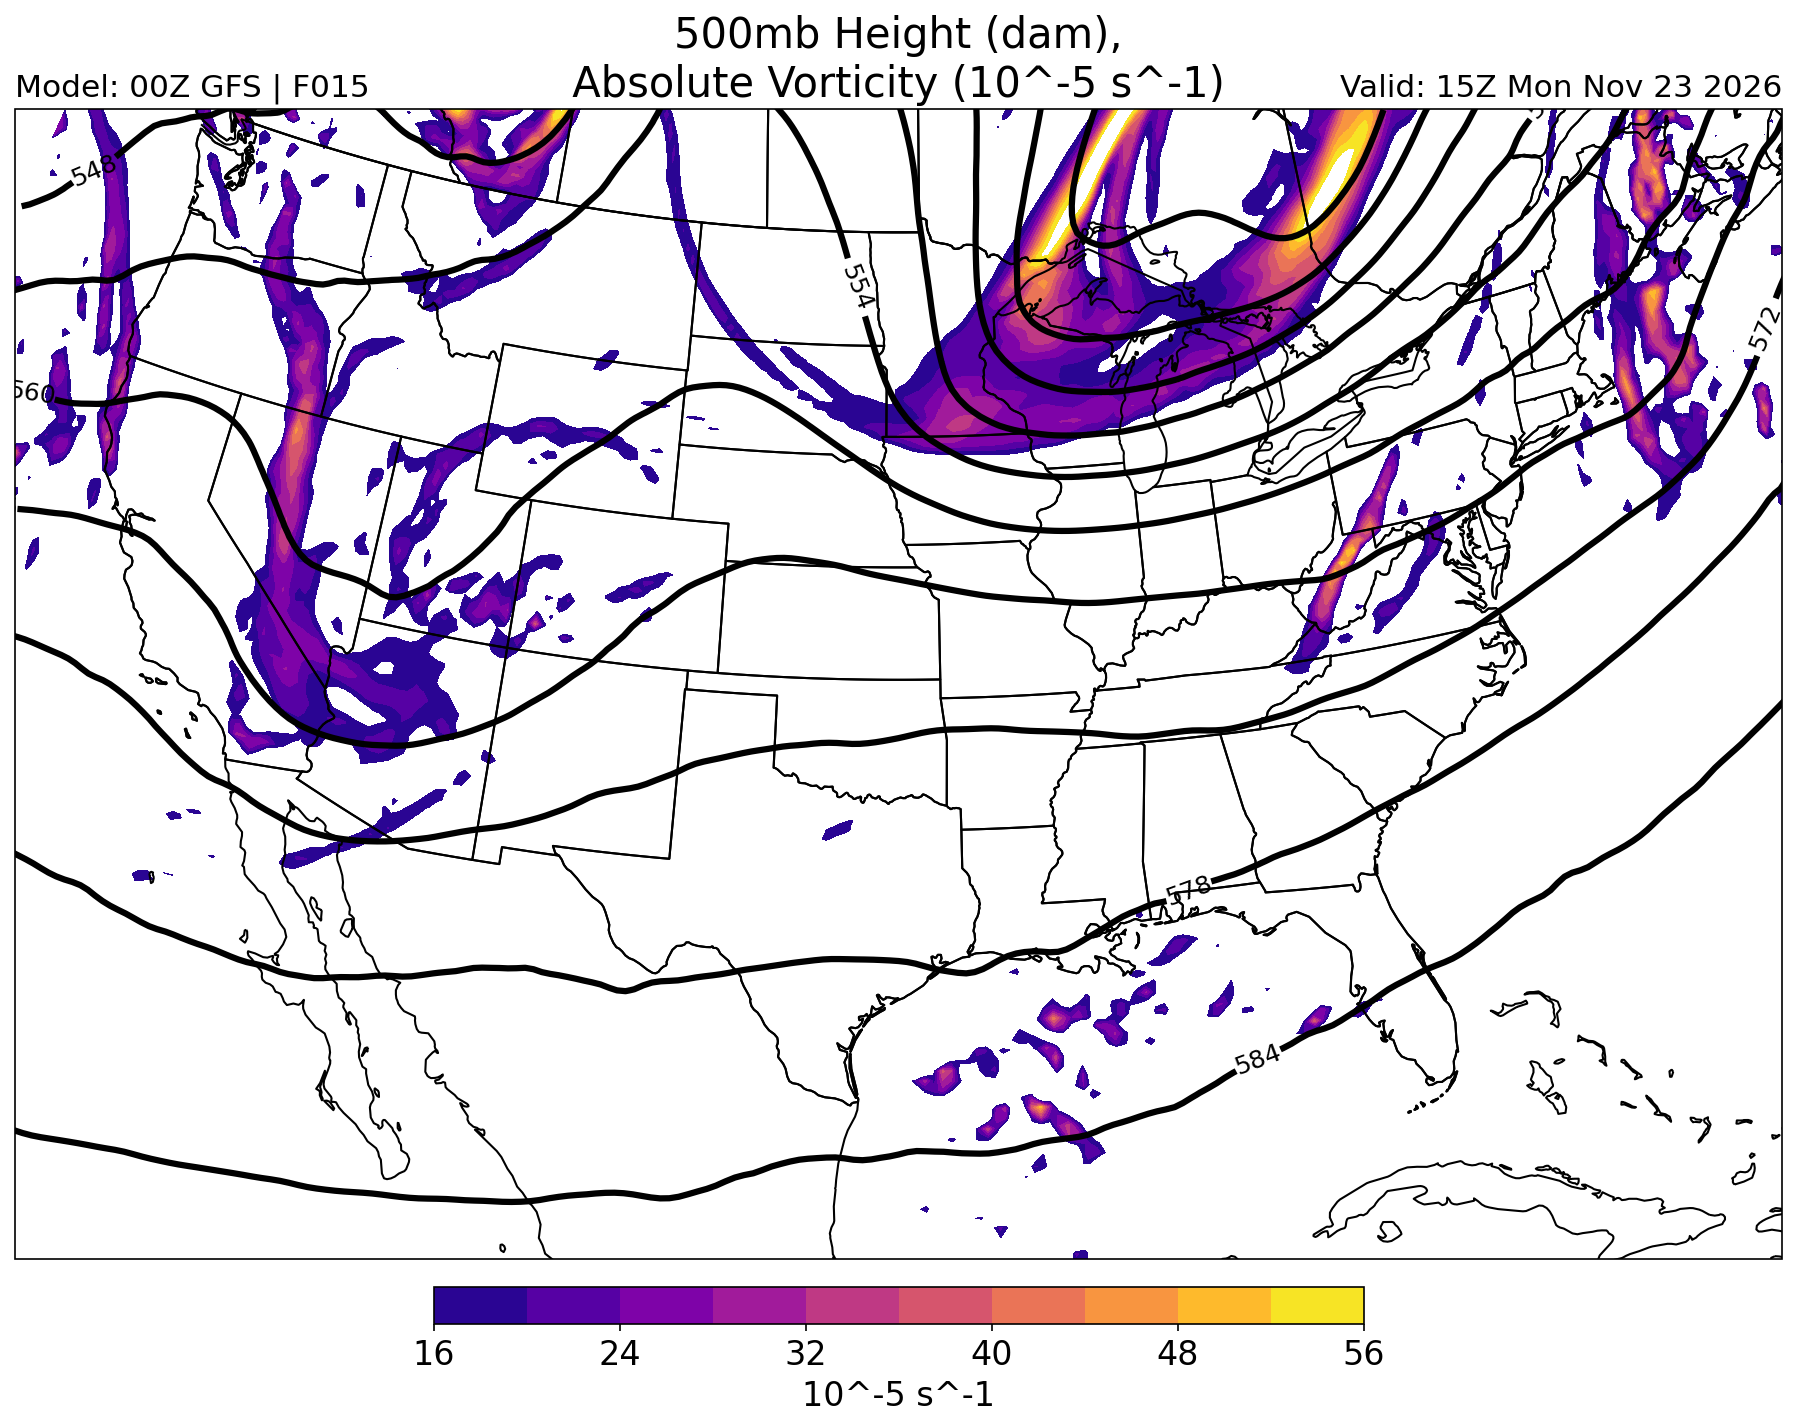 500mb Height (dam),
Model: 00Z GFS | F015
Absolute Vorticity (10^-5 s^-1)
Valid: 15Z Mon Nov 23 2026
548
554
560
572
578
584
16
24
32
40
48
56
10^-5 s^-1